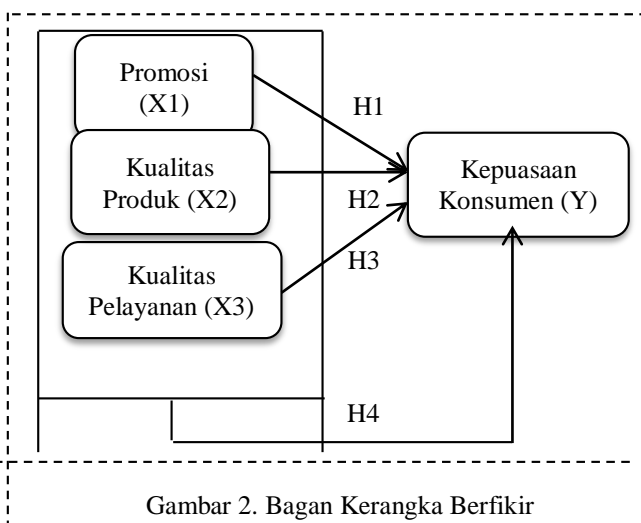 Promosi
(X1)
H1
Kualitas
Produk (X2)
Kepuasaan
Konsumen (Y)
H2
Kualitas
Pelayanan (X3)
H3
H4
Gambar 2. Bagan Kerangka Berfikir